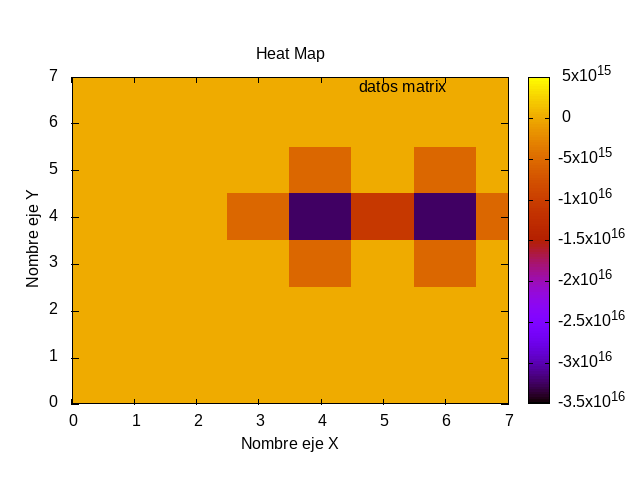 Heat Map
datos matrix
Nombre eje Y
7
6
5
4
3
2
1
0
0 1 2 3 4 5 6 7
Nombre eje X
5x10^15
0
-5x10^15
-1x10^16
-1.5x10^16
-2x10^16
-2.5x10^16
-3x10^16
-3.5x10^16